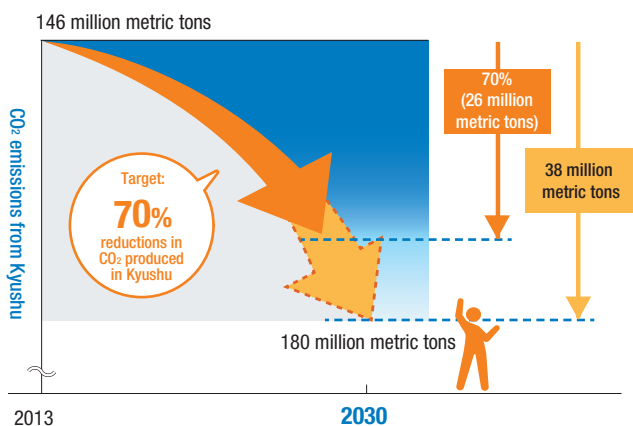 146 million metric tons
CO₂ emissions from Kyushu
70%
(26 million
metric tons)
38 million
metric tons
Target:
70%
reductions in
CO₂ produced
in Kyushu
180 million metric tons
2013
2030